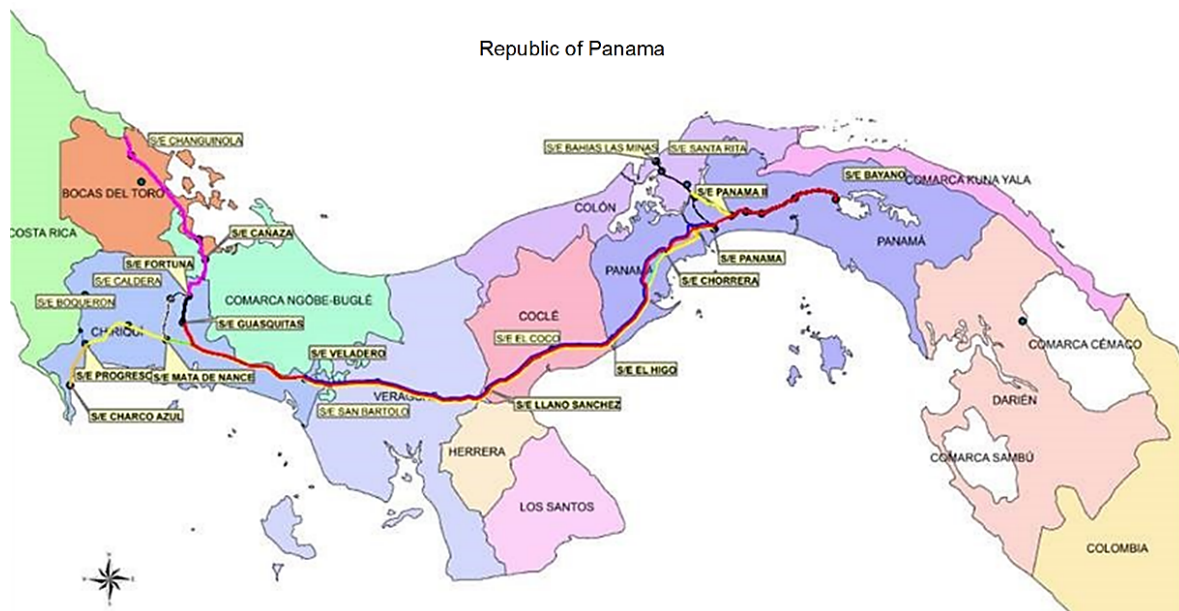 Republic of Panama
S/E CHANGUINOLA
S/E BAHIAS LAS MINAS
S/E SANTA RITA
S/E BAYANO
COMARCA KUNA YALA
BOCAS DEL TORO
S/E PANAMA II
COLÓN
COSTA RICA
S/E CAÑAZA
PANAMÁ
S/E FORTUNA
S/E PANAMA
PANAMÁ
S/E CALDERA
S/E CHORRERA
S/E BOQUERON
COMARCA NGÖBE-BUGLÉ
COCLÉ
S/E GUASQUITAS
CHIRIQUI
S/E EL COCO
COMARCA CÉMACO
S/E VELADERO
S/E EL HIGO
S/E PROGRESO
S/E MATA DE NANCE
VERAGUAS
DARIÉN
S/E SAN BARTOLO
S/E LLANO SANCHEZ
S/E CHARCO AZUL
HERRERA
COMARCA SAMBÚ
LOS SANTOS
COLOMBIA